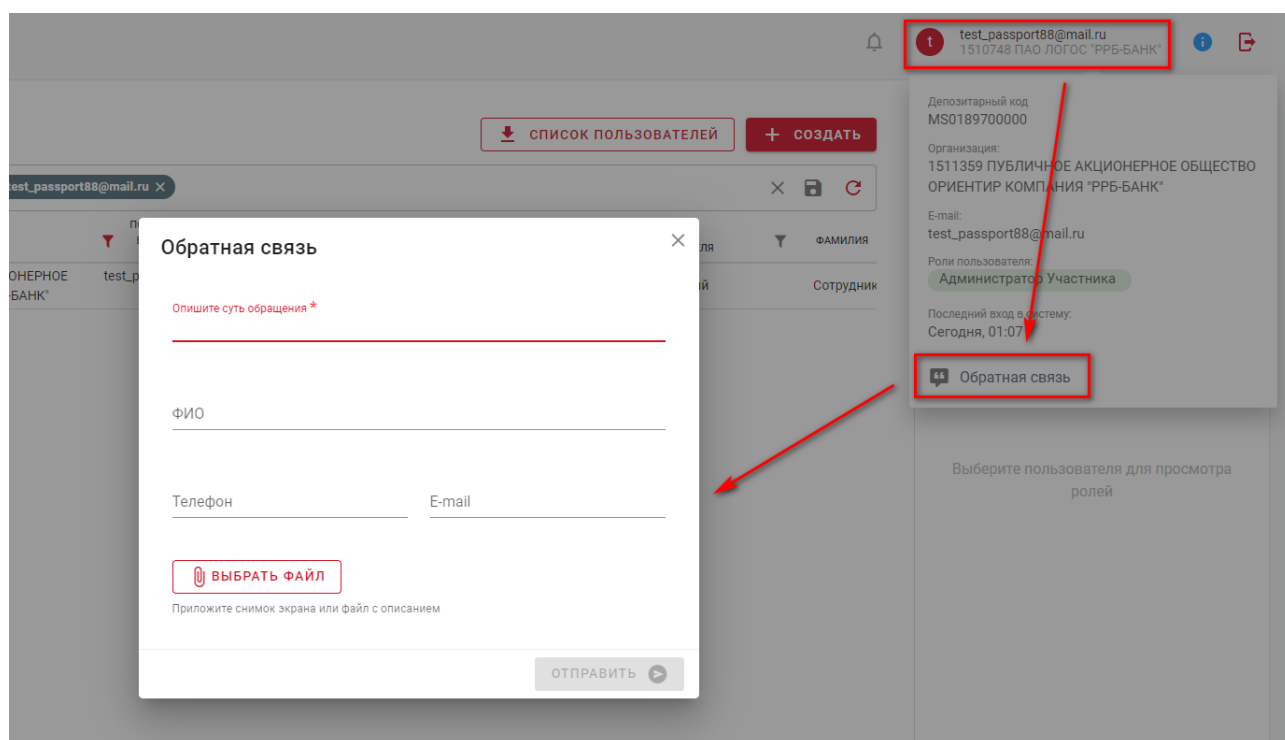 t
test_passport88@mail.ru
1510748 ПАО ЛОГОС "РРБ-БАНК"
Депозитарный код
MS0189700000
Организация:
1511359 ПУБЛИЧНОЕ АКЦИОНЕРНОЕ ОБЩЕСТВО
ОРИЕНТИР КОМПАНИЯ "РРБ-БАНК"
E-mail:
test_passport88@mail.ru
Роли пользователя:
Администратор Участника
Последний вход в систему:
Сегодня, 01:07
Обратная связь
СПИСОК ПОЛЬЗОВАТЕЛЕЙ
СОЗДАТЬ
est_passport88@mail.ru
ФАМИЛИЯ
ОНЕРНОЕ
-БАНК"
test_p
Сотрудник
Обратная связь
Опишите суть обращения *
ФИО
Телефон
E-mail
ВЫБРАТЬ ФАЙЛ
Приложите снимок экрана или файл с описанием
ОТПРАВИТЬ
Выберите пользователя для просмотра
ролей